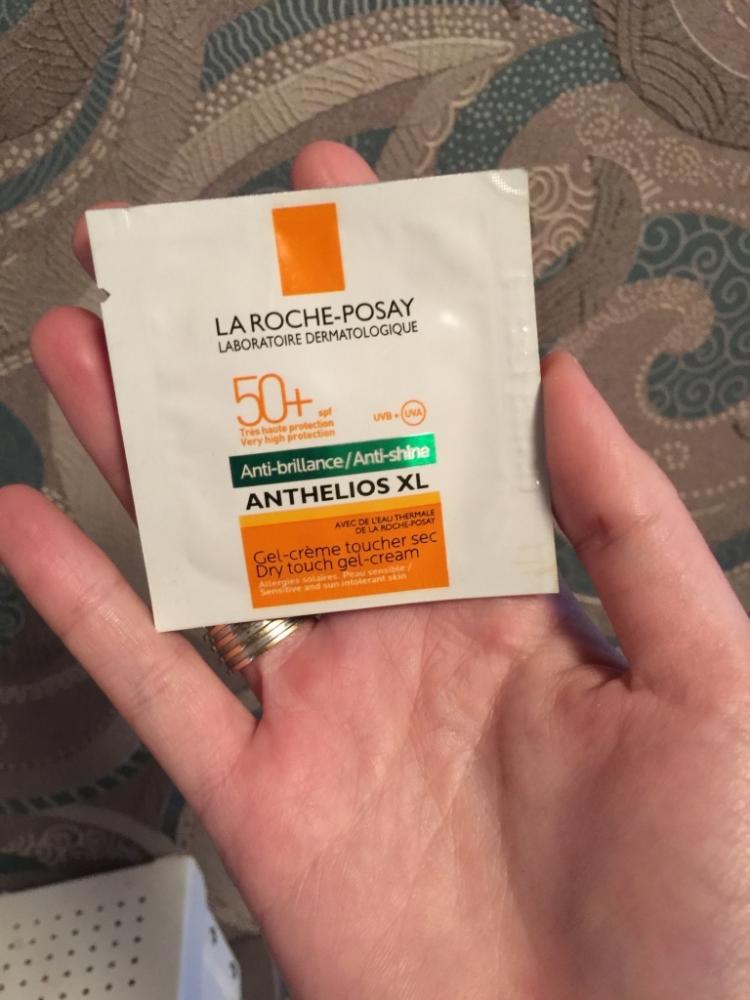 LA ROCHE-POSAY
LABORATOIRE DERMATOLOGIQUE
50+ spf
Très haute protection
Very high protection
UVB + UVA
Anti-brillance/Anti-shine
ANTHELIOS XL
AVEC DE L'EAU THERMALE
DE LA ROCHE-POSAY
Gel-crème toucher sec
Dry touch gel-cream
Allergies solaires. Peau sensible /
Sensitive and sun intolerant skin